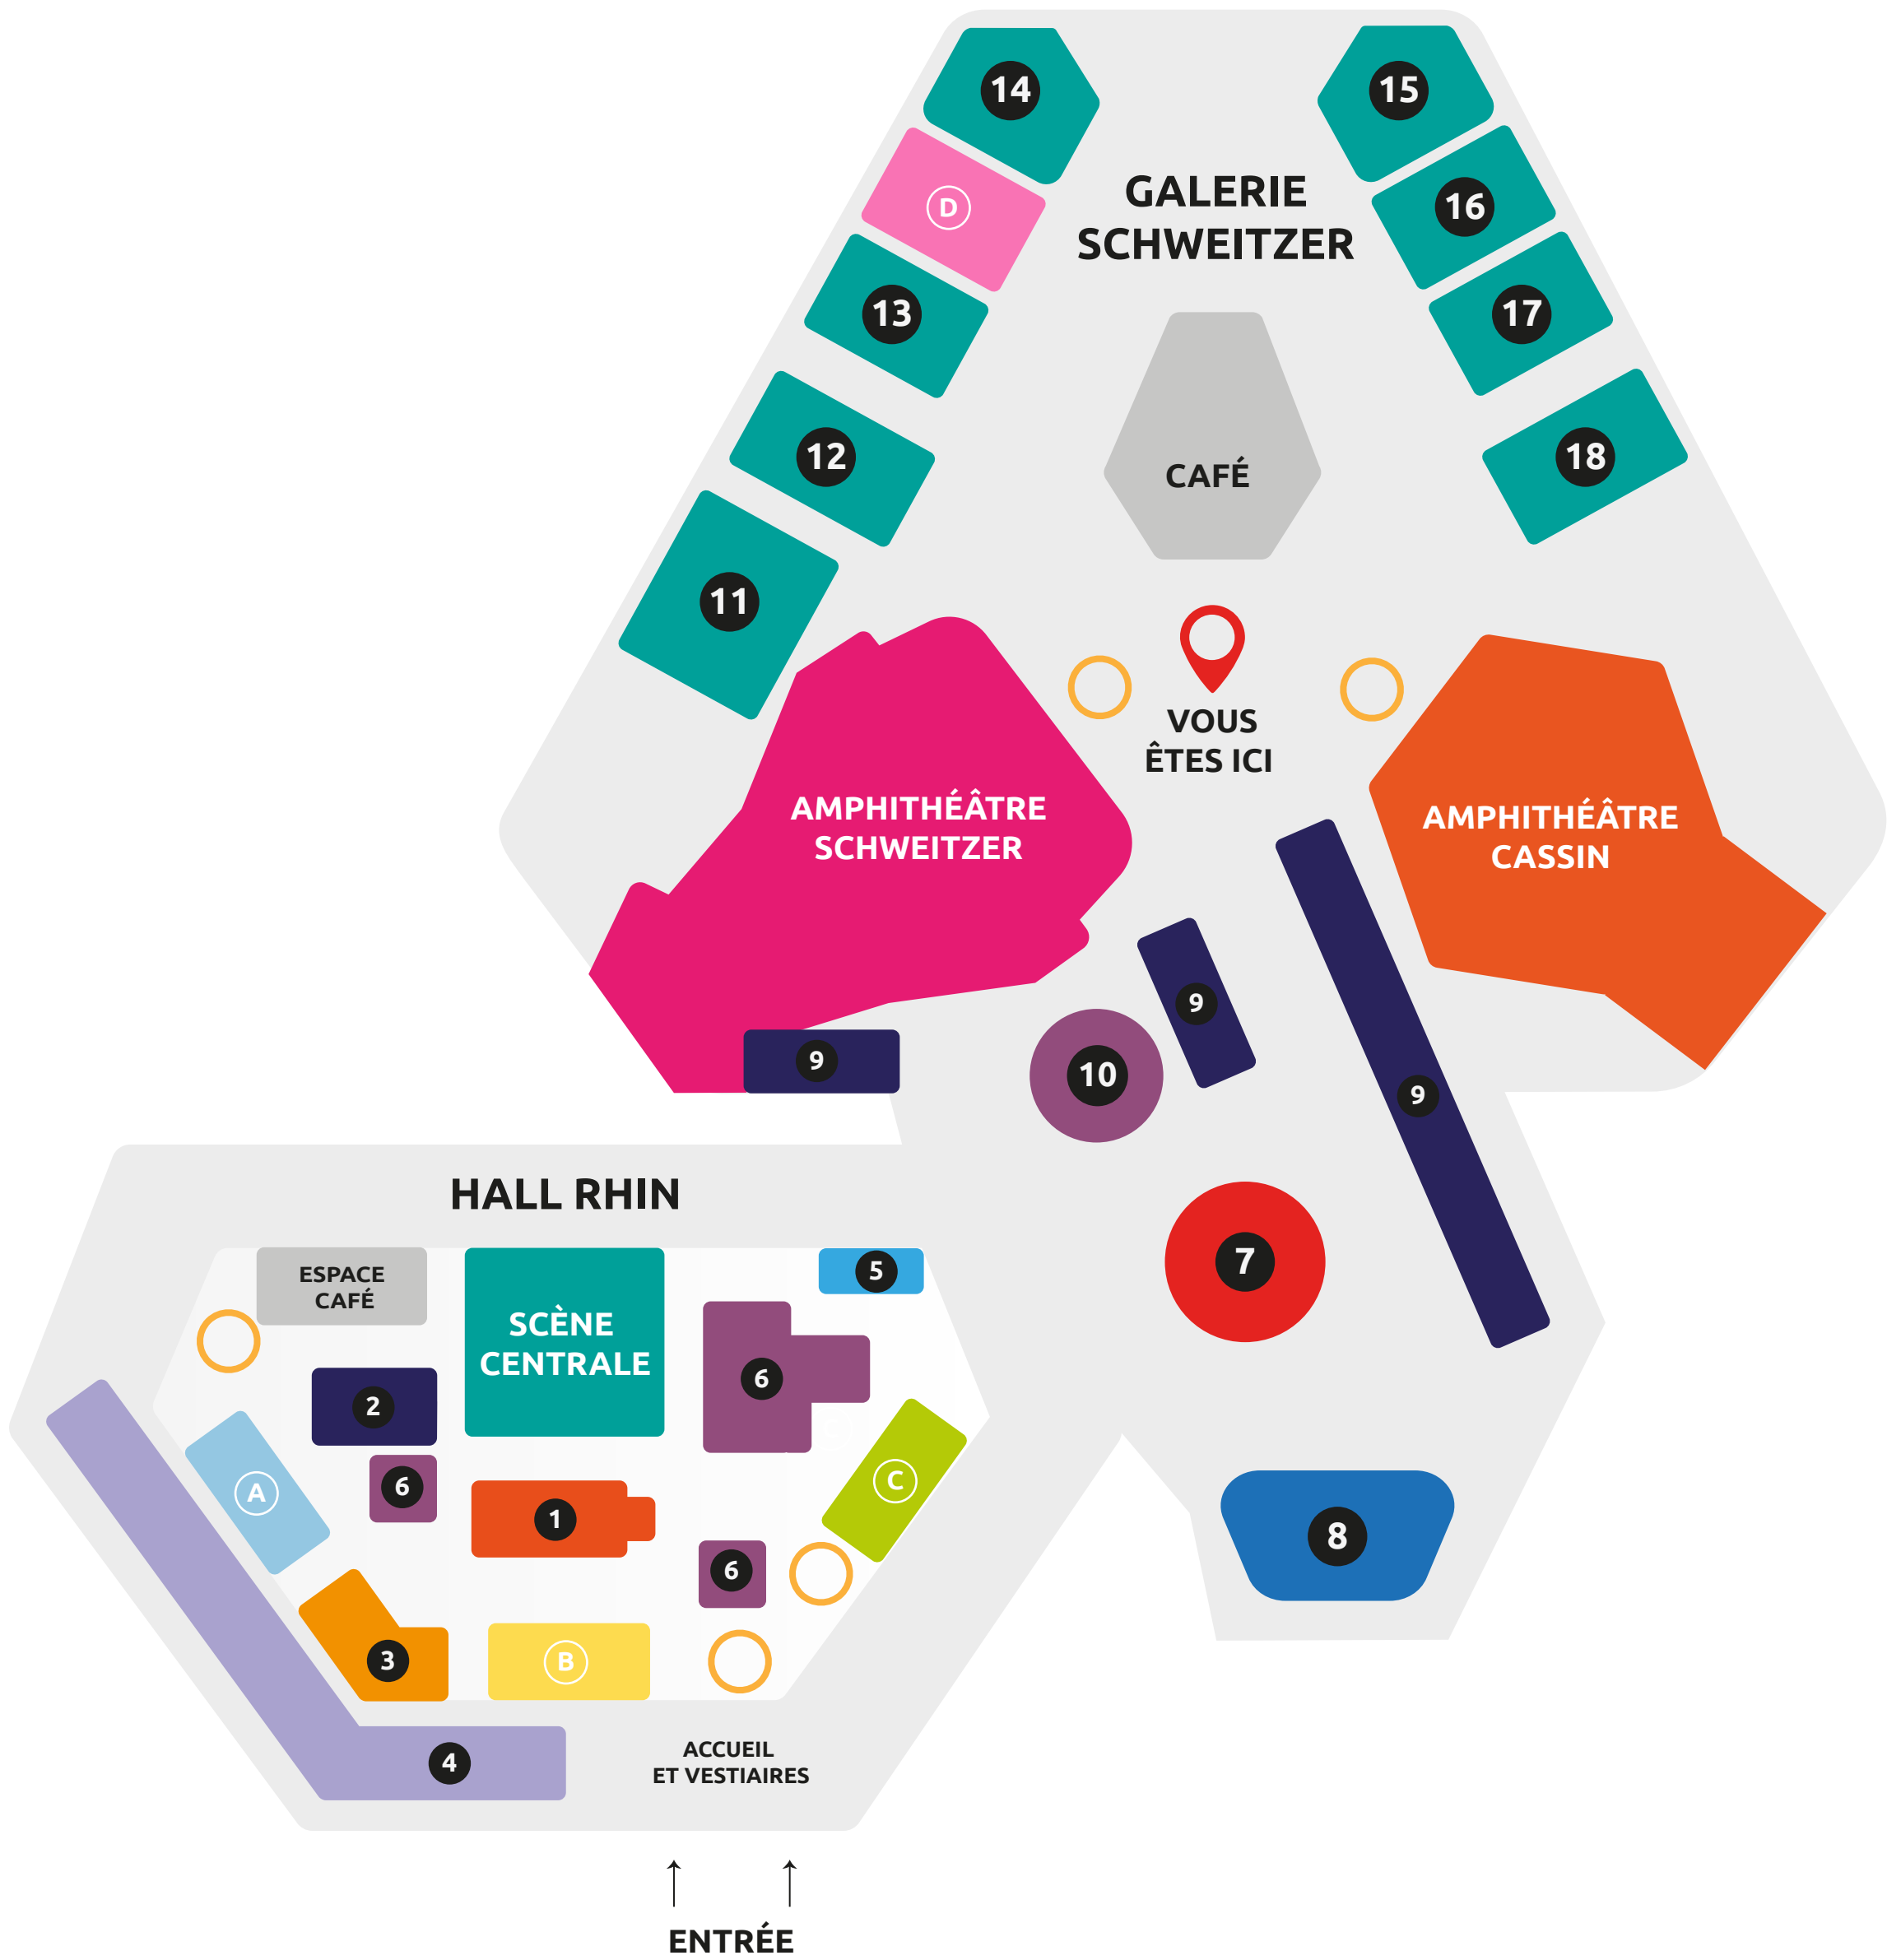 14
15
D
16
GALERIE
SCHWEITZER
13
17
12
CAFÉ
18
11
VOUS
ÊTES ICI
AMPHITHÉÂTRE
SCHWEITZER
AMPHITHÉÂTRE
CASSIN
9
9
10
9
HALL RHIN
7
ESPACE
CAFÉ
SCÈNE
CENTRALE
5
6
2
A
6
C
1
8
6
3
B
4
ACCUEIL
ET VESTIAIRES
ENTRÉE